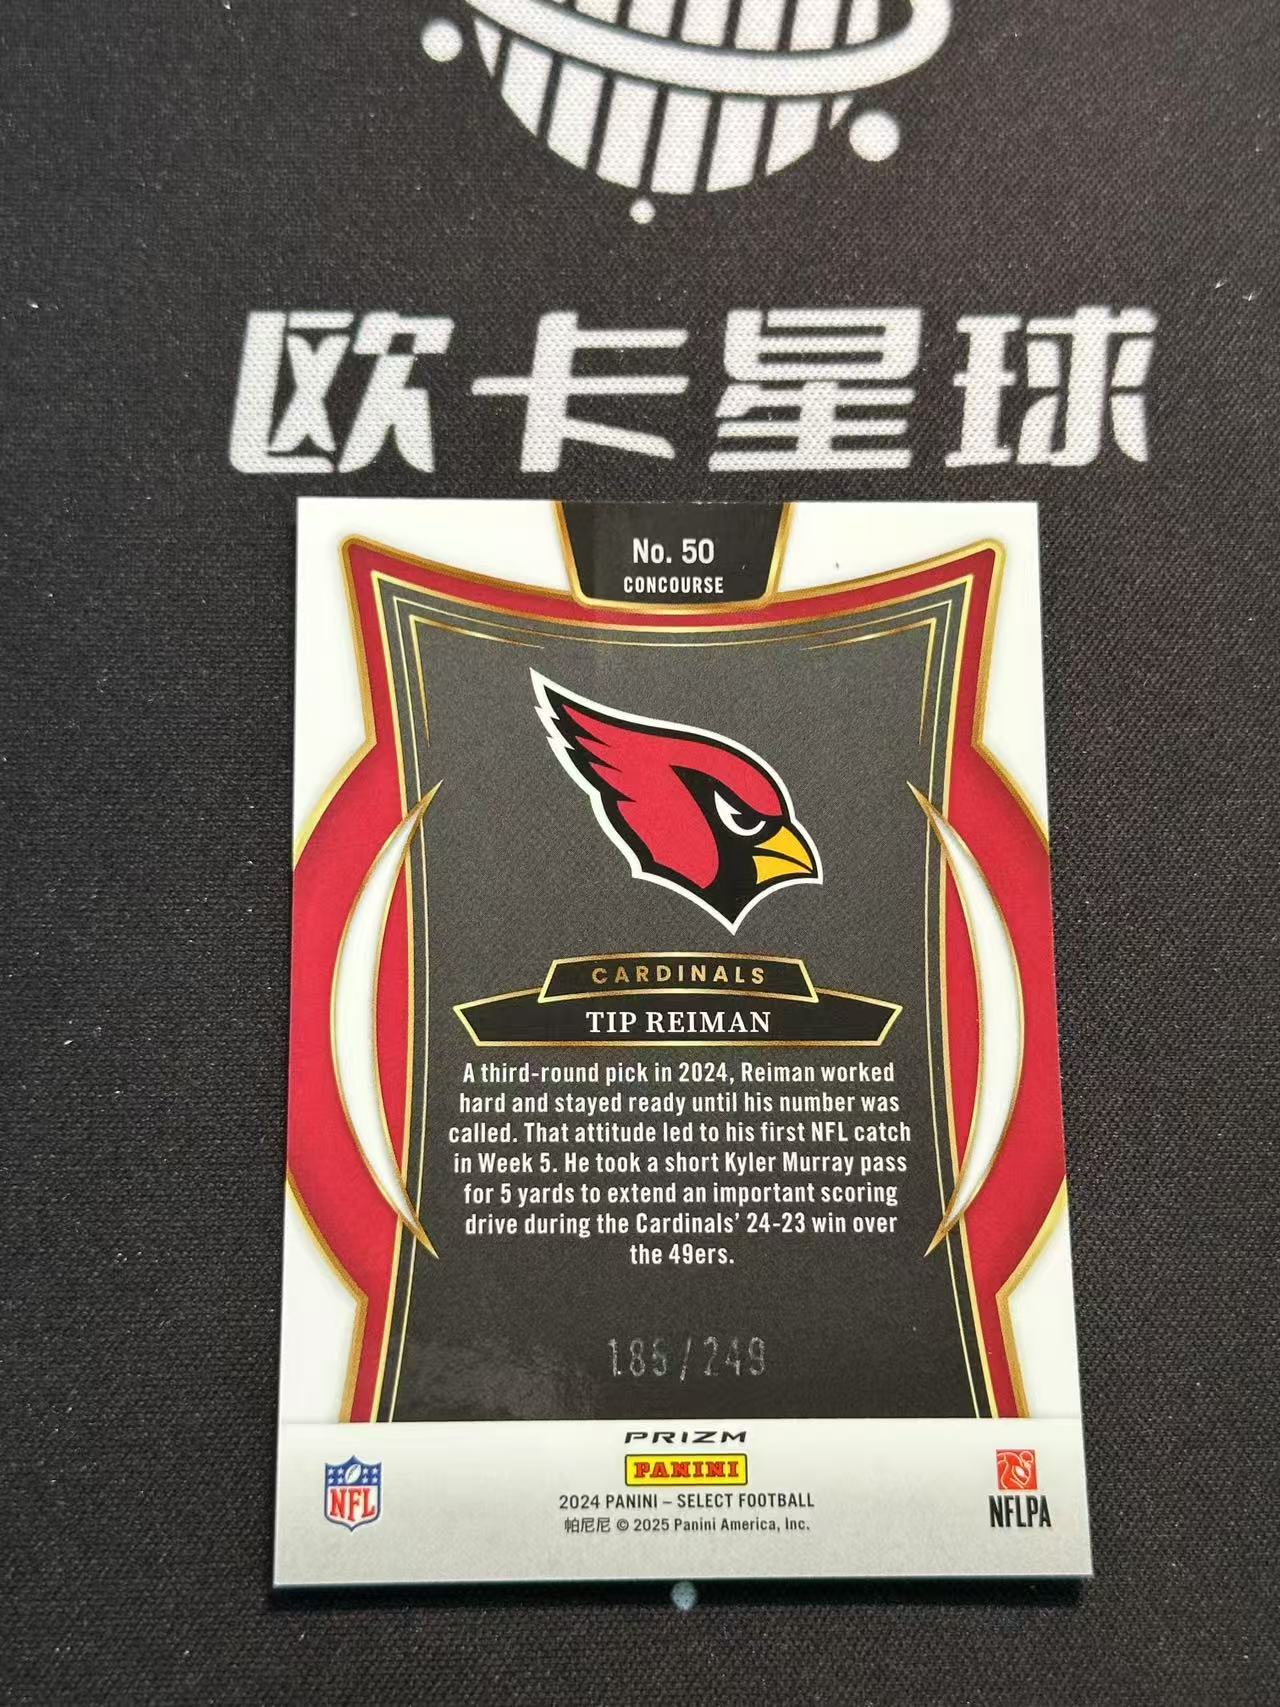 欧卡星球
No. 50
CONCOURSE
CARDINALS
TIP REIMAN
A third-round pick in 2024, Reiman worked
hard and stayed ready until his number was
called. That attitude led to his first NFL catch
in Week 5. He took a short Kyler Murray pass
for 5 yards to extend an important scoring
drive during the Cardinals' 24-23 win over
the 49ers.
186/249
PRIZM
PANINI
NFL
2024 PANINI – SELECT FOOTBALL
帕尼尼 © 2025 Panini America, Inc.
NFLPA